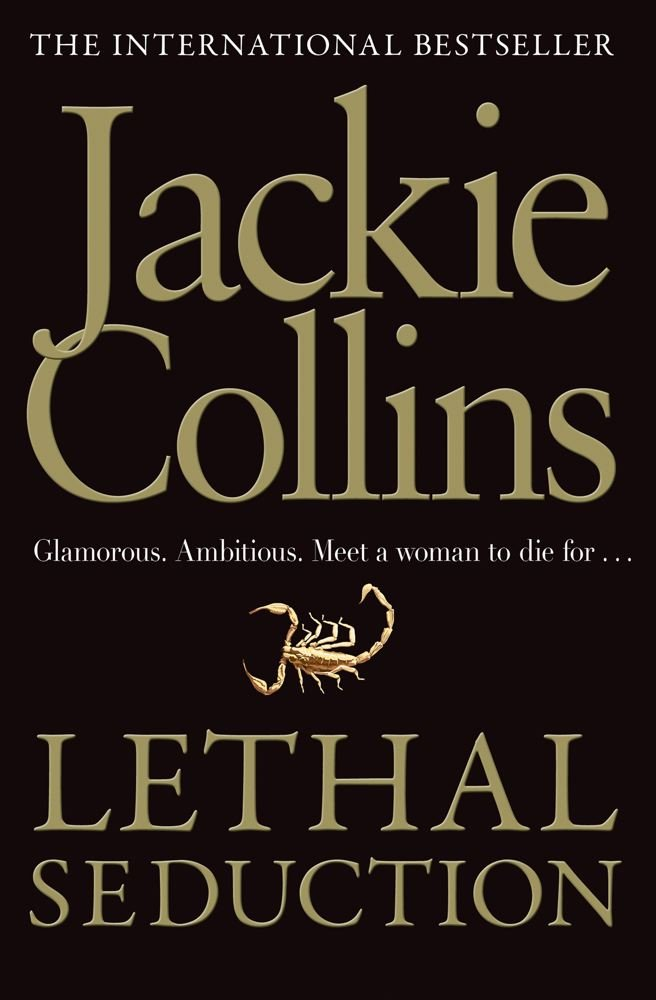 THE INTERNATIONAL BESTSELLER
Jackie
Collins
Glamorous. Ambitious. Meet a woman to die for . . .
LETHAL
SEDUCTION